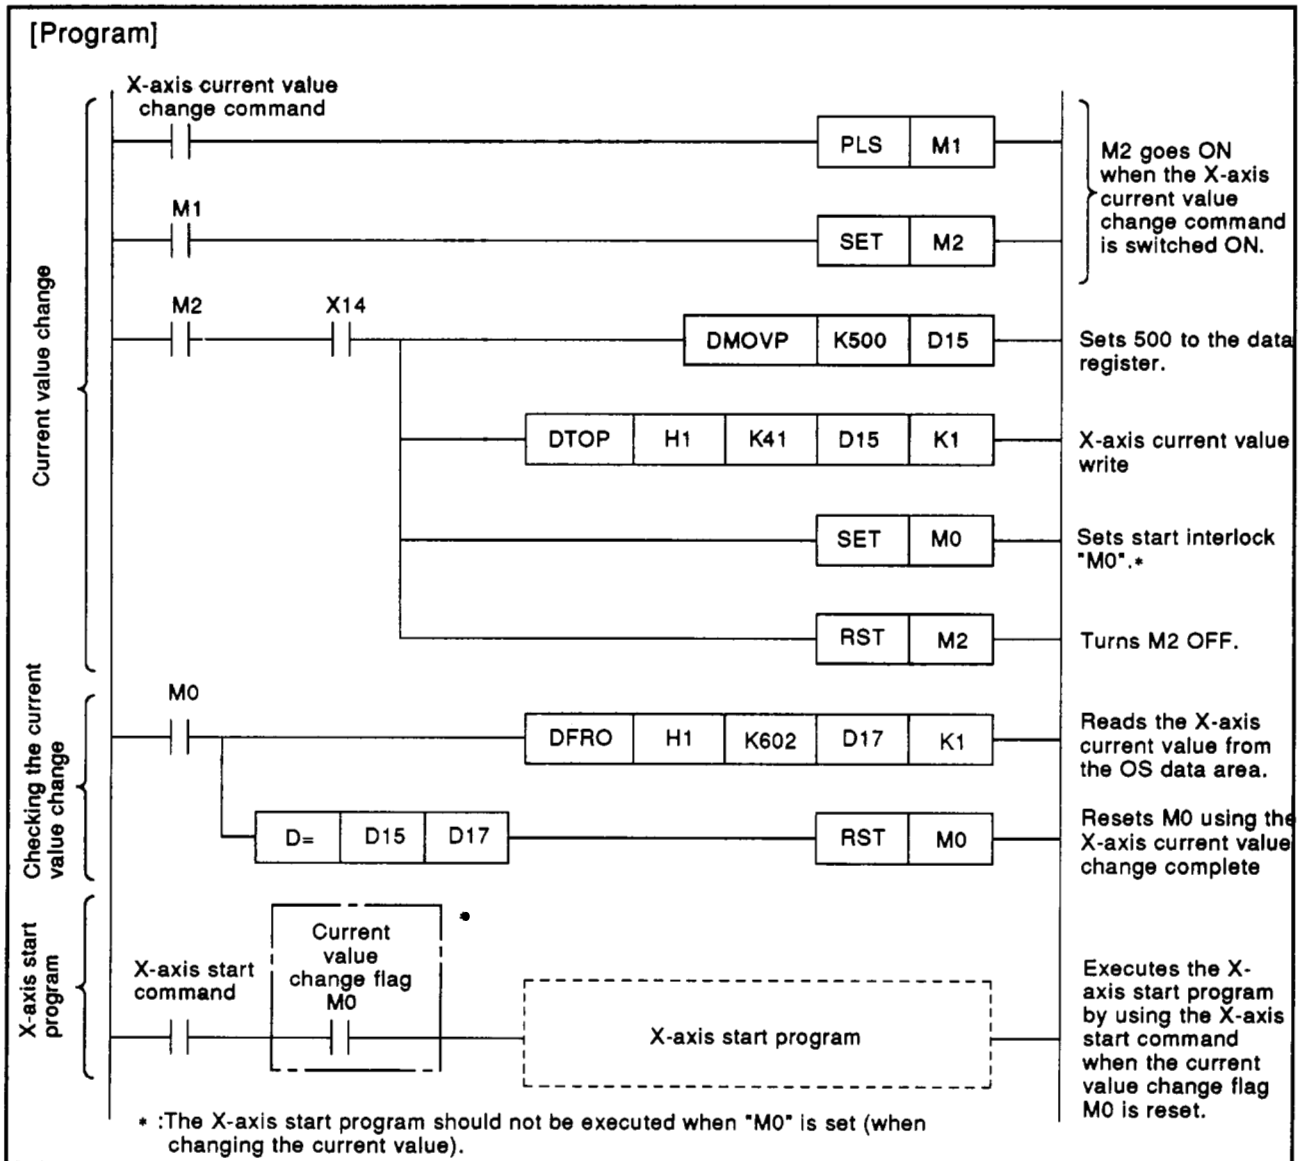 [Program]
X-axis current value
change command
PLS M1
M2 goes ON
when the X-axis
current value
change command
is switched ON.
M1
SET M2
Current value change
M2 X14
DMOVP K500 D15
Sets 500 to the data
register.
DTOP H1 K41 D15 K1
X-axis current value
write
SET M0
Sets start interlock
"M0".*
RST M2
Turns M2 OFF.
Checking the current
value change
M0
DFRO H1 K602 D17 K1
Reads the X-axis
current value from
the OS data area.
D= D15 D17
RST M0
Resets M0 using the
X-axis current value
change complete
X-axis start
program
X-axis start
command
*
Current
value
change flag
M0
X-axis start program
Executes the X-
axis start program
by using the X-axis
start command
when the current
value change flag
M0 is reset.
* :The X-axis start program should not be executed when "M0" is set (when
changing the current value).